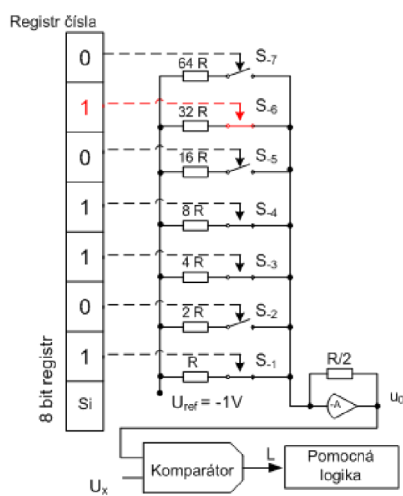 Registr čísla
0
S-7
64 R
1
S-6
32 R
0
S-5
16 R
1
S-4
8 R
1
S-3
4 R
0
S-2
2 R
1
S-1
R
R/2
Si
Uref = -1V
-A
u0
8 bit registr
Komparátor
L
Pomocná
logika
Ux